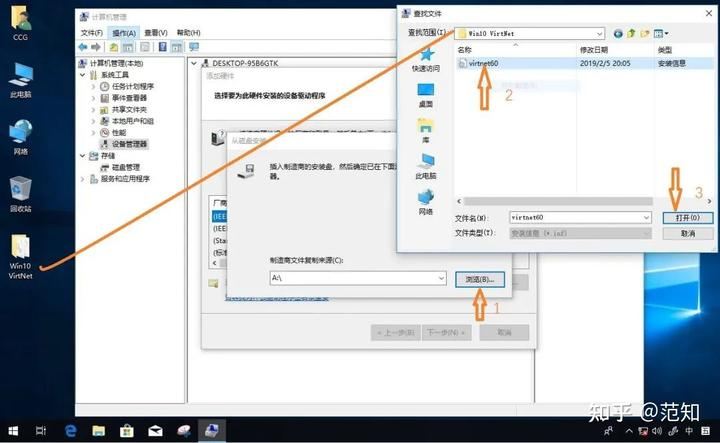 CCG
此电脑
网络
回收站
Win10
VirtNet
计算机管理
文件(F) 操作(A) 查看(V) 帮助(H)
计算机管理(本地)
系统工具
任务计划程序
事件查看器
共享文件夹
本地用户和组
性能
设备管理器
存储
磁盘管理
服务和应用程序
DESKTOP-95B6GTK
添加硬件
选择要为此硬件安装的设备驱动程序
厂商
(IEE
(IEE
(Stan
(标准
从磁盘安装
插入制造商的安装盘，然后确定已在下面
器。
制造商文件复制来源(C):
A:\
浏览(B)...
1
< 上一步(B) 下一步(N) > 取消
查找文件
查找范围(I): Win10 VirtNet
名称 修改日期 类型
virtnet60 2019/2/5 20:05 安装信息
2
快速访问
桌面
库
此电脑
网络
3
文件名(N): virtnet60 打开(O)
文件类型(T): 安装信息 (*.inf) 取消
知乎 @范知
中